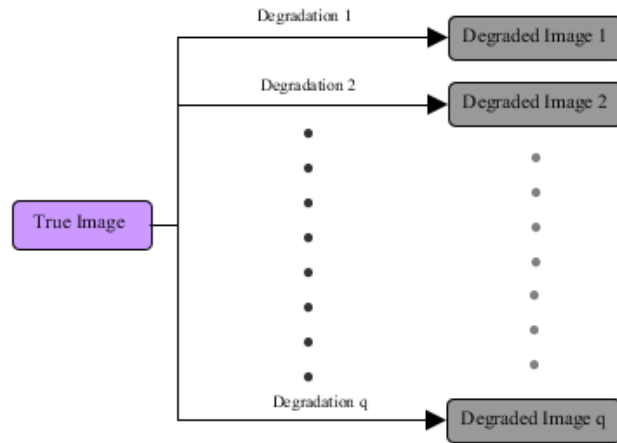 Degradation 1
Degraded Image 1
Degradation 2
Degraded Image 2
True Image
Degradation q
Degraded Image q